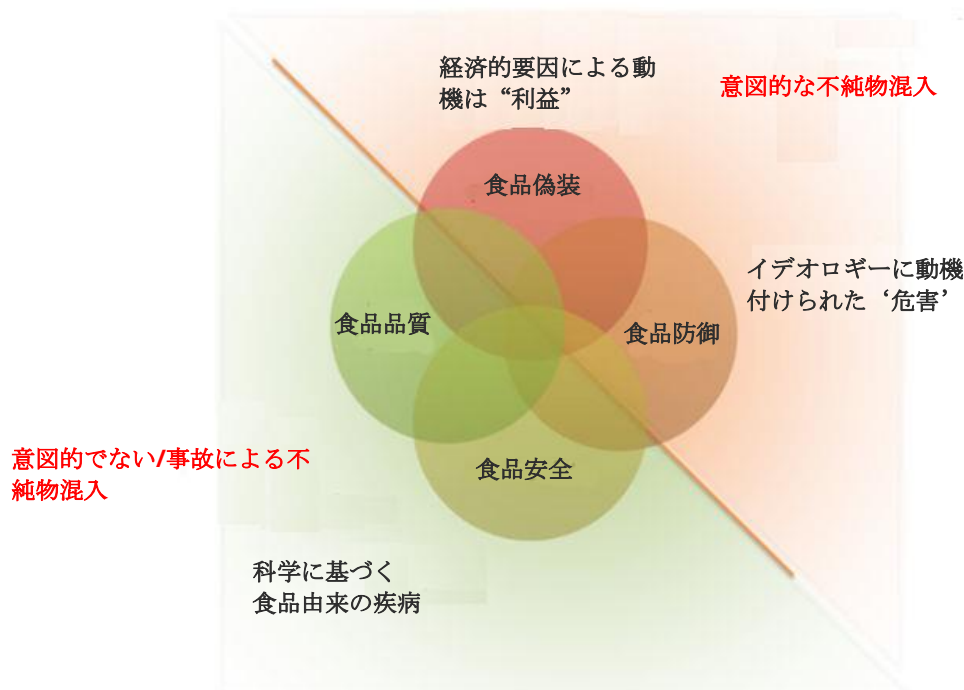 経済的要因による動
機は“利益”
意図的な不純物混入
食品偽装
イデオロギーに動機
付けられた‘危害’
食品品質
食品防御
意図的でない/事故による不
純物混入
食品安全
科学に基づく
食品由来の疾病